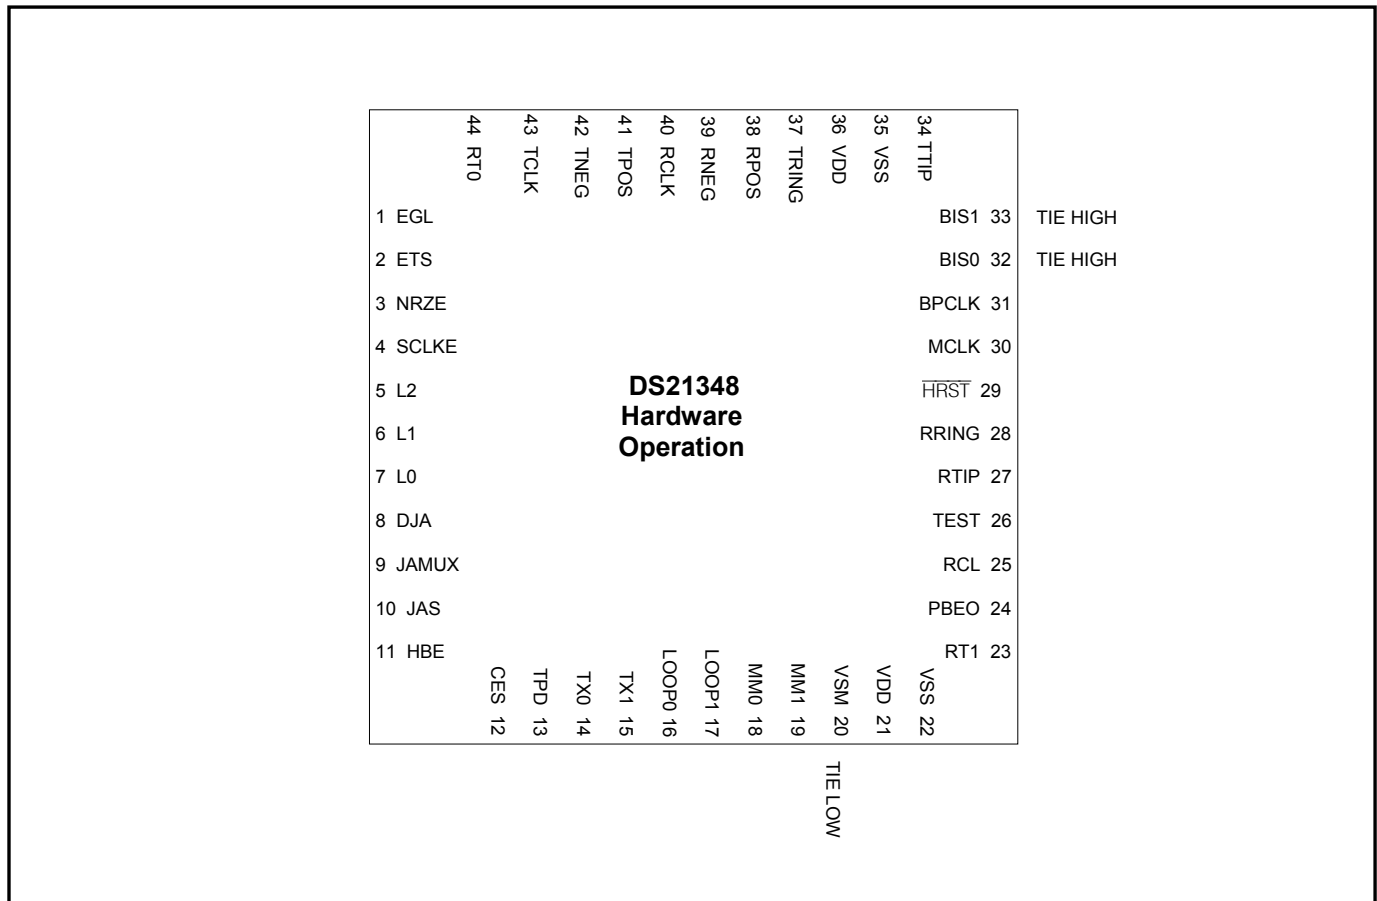 44 RT0
43 TCLK
42 TNEG
41 TPOS
40 RCLK
39 RNEG
38 RPOS
37 TRING
36 VDD
35 VSS
34 TTIP
1 EGL
BIS1 33 TIE HIGH
2 ETS
BIS0 32 TIE HIGH
3 NRZE
BPCLK 31
4 SCLKE
MCLK 30
5 L2
HRST 29
6 L1
RRING 28
7 L0
RTIP 27
8 DJA
TEST 26
9 JAMUX
RCL 25
10 JAS
PBEO 24
11 HBE
RT1 23
DS21348
Hardware
Operation
CES 12
TPD 13
TX0 14
TX1 15
LOOP0 16
LOOP1 17
MM0 18
MM1 19
VSM 20
VDD 21
VSS 22
TIE LOW